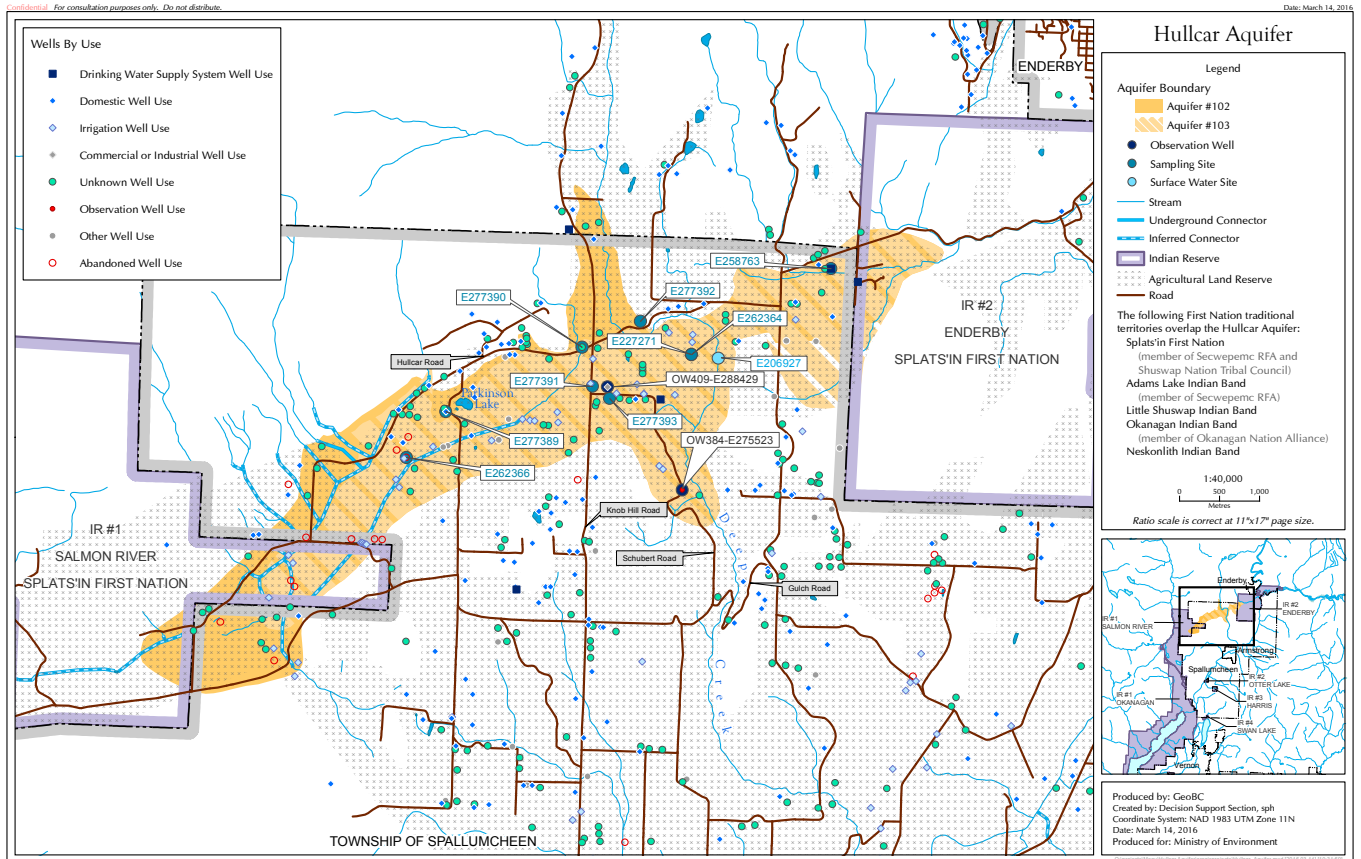 Confidential For consultation purposes only. Do not distribute.
Date: March 14, 2016
Wells By Use
Drinking Water Supply System Well Use
Domestic Well Use
Irrigation Well Use
Commercial or Industrial Well Use
Unknown Well Use
Observation Well Use
Other Well Use
Abandoned Well Use
ENDERBY
E258763
E277390
E277392
E262364
E227271
E206927
Hullcar Road
E277391
OW409-E288429
Parkinson
Lake
E277393
E277389
OW384-E275523
E262366
Knob Hill Road
Schubert Road
Gulch Road
Deep
Creek
IR #2
ENDERBY
SPLATS'IN FIRST NATION
IR #1
SALMON RIVER
SPLATS'IN FIRST NATION
TOWNSHIP OF SPALLUMCHEEN
Hullcar Aquifer
Legend
Aquifer Boundary
Aquifer #102
Aquifer #103
Observation Well
Sampling Site
Surface Water Site
Stream
Underground Connector
Inferred Connector
Indian Reserve
Agricultural Land Reserve
Road
The following First Nation traditional
territories overlap the Hullcar Aquifer:
Splats'in First Nation
(member of Secwepemc RFA and
Shuswap Nation Tribal Council)
Adams Lake Indian Band
(member of Secwepemc RFA)
Little Shuswap Indian Band
Okanagan Indian Band
(member of Okanagan Nation Alliance)
Neskonlith Indian Band
1:40,000
0 500 1,000
Metres
Ratio scale is correct at 11"x17" page size.
Enderby
IR #2
ENDERBY
IR #1
SALMON RIVER
Armstrong
Spallumcheen
IR #2
OTTER LAKE
IR #1
OKANAGAN
IR #3
HARRIS
IR #4
SWAN LAKE
Vernon
Produced by: GeoBC
Created by: Decision Support Section, sph
Coordinate System: NAD 1983 UTM Zone 11N
Date: March 14, 2016
Produced for: Ministry of Environment